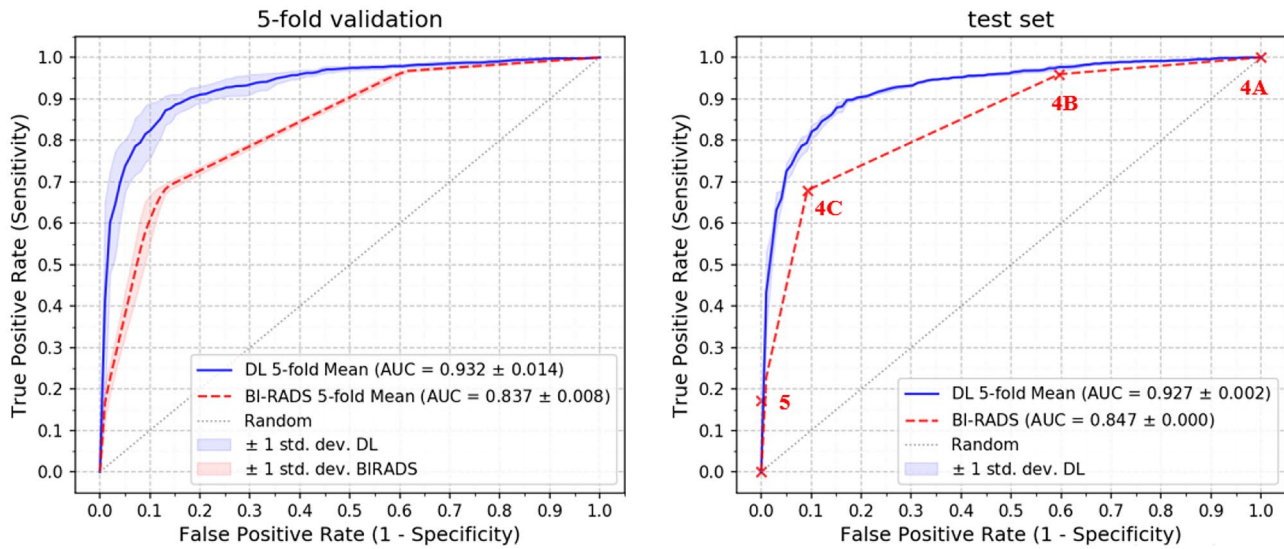 5-fold validation
True Positive Rate (Sensitivity)
1.0
0.9
0.8
0.7
0.6
0.5
0.4
0.3
0.2
0.1
0.0
DL 5-fold Mean (AUC = 0.932 ± 0.014)
BI-RADS 5-fold Mean (AUC = 0.837 ± 0.008)
Random
± 1 std. dev. DL
± 1 std. dev. BIRADS
0.0 0.1 0.2 0.3 0.4 0.5 0.6 0.7 0.8 0.9 1.0
False Positive Rate (1 - Specificity)
test set
True Positive Rate (Sensitivity)
1.0
0.9
0.8
0.7
0.6
0.5
0.4
0.3
0.2
0.1
0.0
4A
4B
4C
5
DL 5-fold Mean (AUC = 0.927 ± 0.002)
BI-RADS (AUC = 0.847 ± 0.000)
Random
± 1 std. dev. DL
0.0 0.1 0.2 0.3 0.4 0.5 0.6 0.7 0.8 0.9 1.0
False Positive Rate (1 - Specificity)